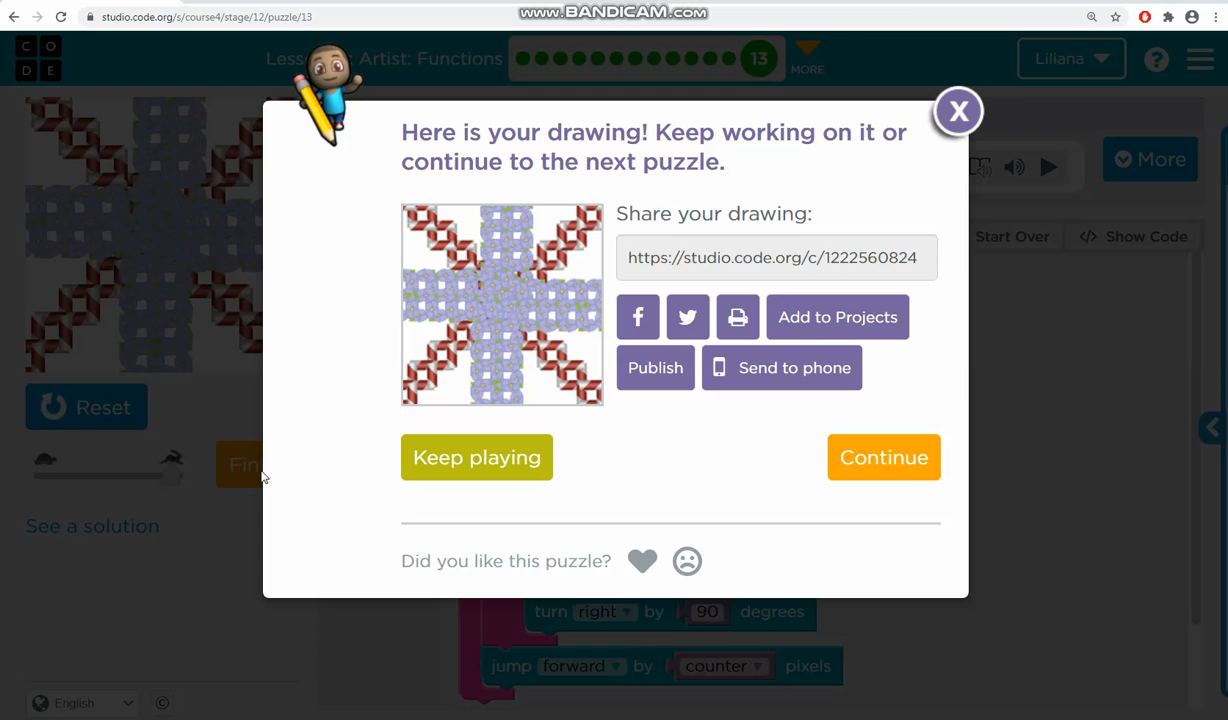 www.BANDICAM.com
studio.code.org/s/course4/stage/12/puzzle/13
C O
D E
Artist: Functions
13
MORE
Liliana
?
X
Here is your drawing! Keep working on it or
continue to the next puzzle.
More
Share your drawing:
https://studio.code.org/c/1222560824
Start Over
Show Code
Add to Projects
Publish
Send to phone
Reset
Keep playing
Continue
See a solution
Did you like this puzzle?
turn right by 90 degrees
jump forward by counter pixels
English
©